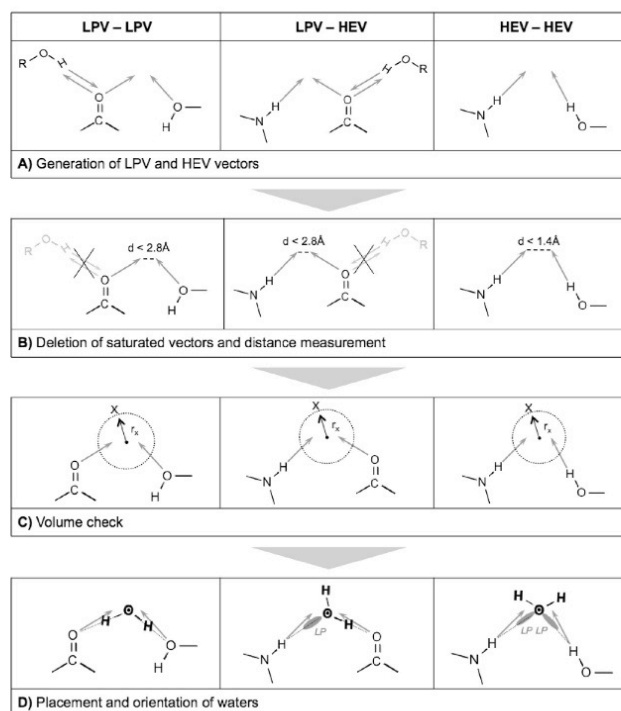 LPV – LPV LPV – HEV HEV – HEV
R O H O C O H N H O C H O R N H H O
A) Generation of LPV and HEV vectors
R O H d < 2.8Å O C O H d < 2.8Å N H O C H O R d < 1.4Å N H H O
B) Deletion of saturated vectors and distance measurement
X rx O C O H X rx N H O C X rx N H H O
C) Volume check
H O H O C O H H O H LP N H O C H O H LP LP N H H O
D) Placement and orientation of waters